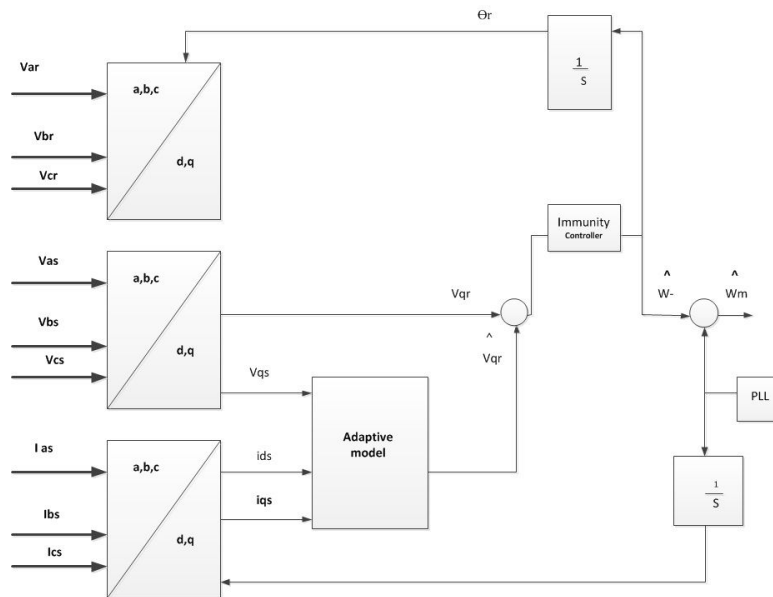 ϴr
1
S
Var
a,b,c
Vbr
d,q
Vcr
Immunity
Controller
Vas
a,b,c
Vqr
^
W-
^
Wm
Vbs
d,q
^
Vqr
Vcs
Vqs
PLL
Adaptive
model
I as
a,b,c
ids
1
S
iqs
Ibs
d,q
Ics